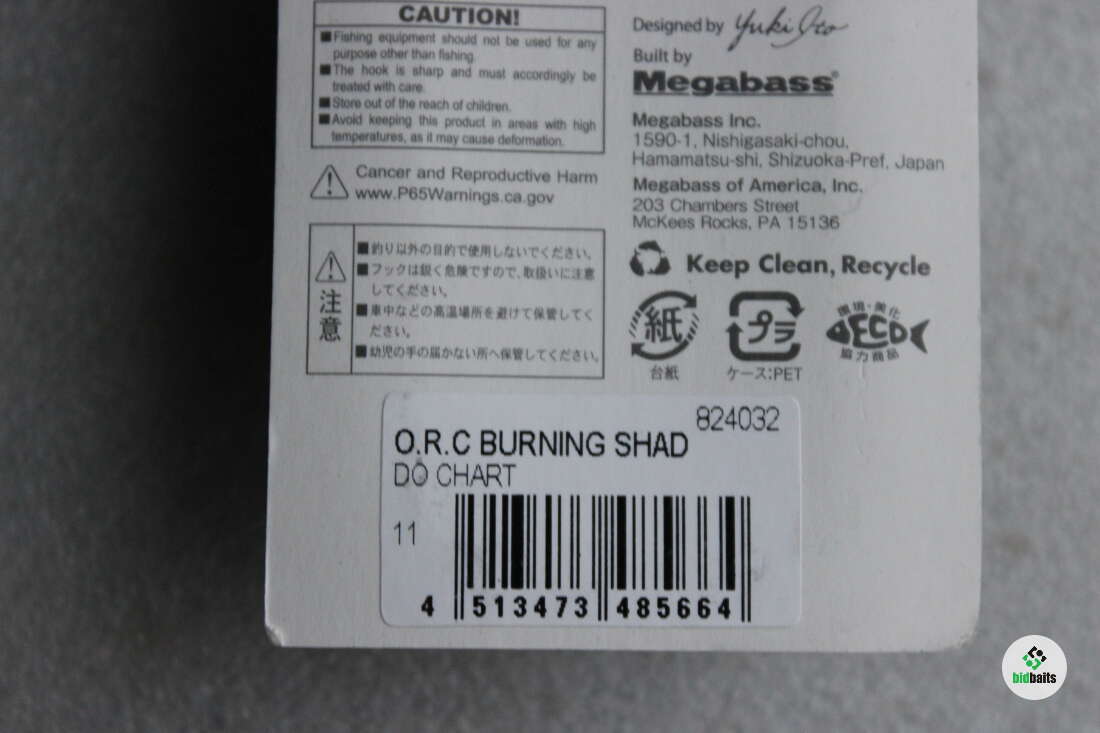 CAUTION!
■Fishing equipment should not be used for any
purpose other than fishing.
■The hook is sharp and must accordingly be
treated with care.
■Store out of the reach of children.
■Avoid keeping this product in areas with high
temperatures, as it may cause deformation.
Cancer and Reproductive Harm
www.P65Warnings.ca.gov
注意
■釣り以外の目的で使用しないでください。
■フックは鋭く危険ですので、取扱いに注意
してください。
■車中などの高温場所を避けて保管してく
ださい。
■幼児の手の届かない所へ保管してください。
Designed by Yuki Ito
Built by
Megabass®
Megabass Inc.
1590-1, Nishigasaki-chou,
Hamamatsu-shi, Shizuoka-Pref, Japan
Megabass of America, Inc.
203 Chambers Street
McKees Rocks, PA 15136
Keep Clean, Recycle
紙
台紙
プラ
ケース:PET
環境・美化
ECO
協力商品
824032
O.R.C BURNING SHAD
DO CHART
11
4 513473 485664
bidbaits